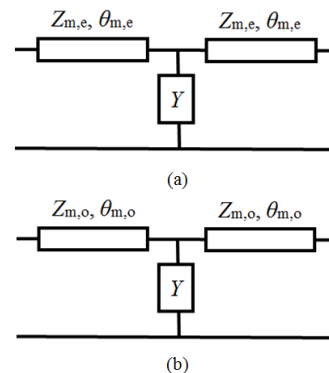 Zm,e, θm,e Zm,e, θm,e
Y
(a)
Zm,o, θm,o Zm,o, θm,o
Y
(b)